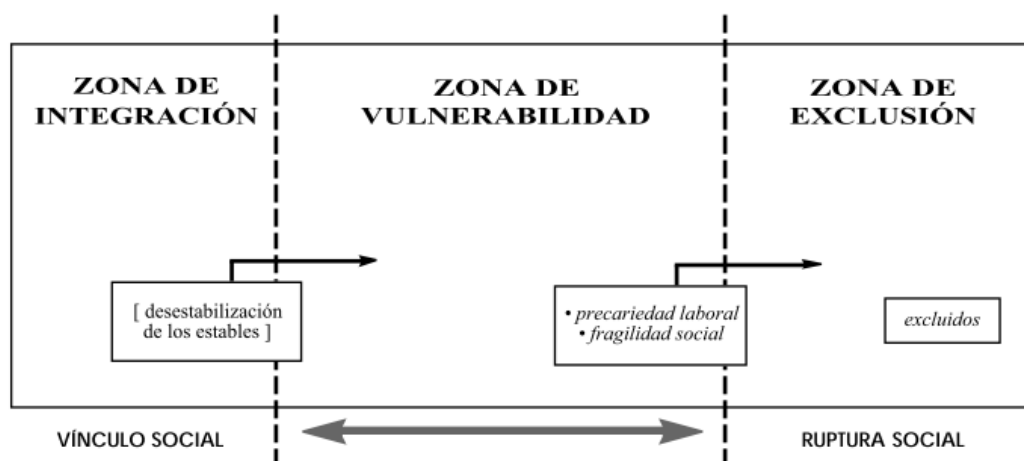 ZONA DE
INTEGRACIÓN
ZONA DE
VULNERABILIDAD
ZONA DE
EXCLUSIÓN
[ desestabilización
de los estables ]
• precariedad laboral
• fragilidad social
excluidos
VÍNCULO SOCIAL
RUPTURA SOCIAL